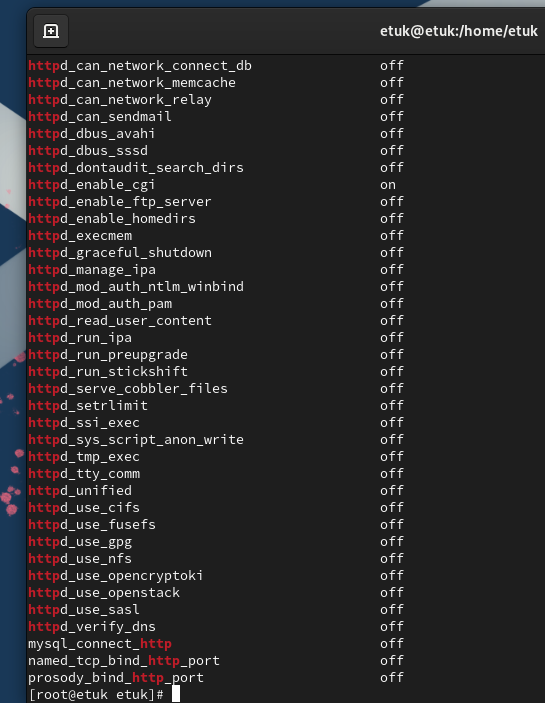 etuk@etuk:/home/etuk
httpd_can_network_connect_db off
httpd_can_network_memcache off
httpd_can_network_relay off
httpd_can_sendmail off
httpd_dbus_avahi off
httpd_dbus_sssd off
httpd_dontaudit_search_dirs off
httpd_enable_cgi on
httpd_enable_ftp_server off
httpd_enable_homedirs off
httpd_execmem off
httpd_graceful_shutdown off
httpd_manage_ipa off
httpd_mod_auth_ntlm_winbind off
httpd_mod_auth_pam off
httpd_read_user_content off
httpd_run_ipa off
httpd_run_preupgrade off
httpd_run_stickshift off
httpd_serve_cobbler_files off
httpd_setrlimit off
httpd_ssi_exec off
httpd_sys_script_anon_write off
httpd_tmp_exec off
httpd_tty_comm off
httpd_unified off
httpd_use_cifs off
httpd_use_fusefs off
httpd_use_gpg off
httpd_use_nfs off
httpd_use_opencryptoki off
httpd_use_openstack off
httpd_use_sasl off
httpd_verify_dns off
mysql_connect_http off
named_tcp_bind_http_port off
prosody_bind_http_port off
[root@etuk etuk]#